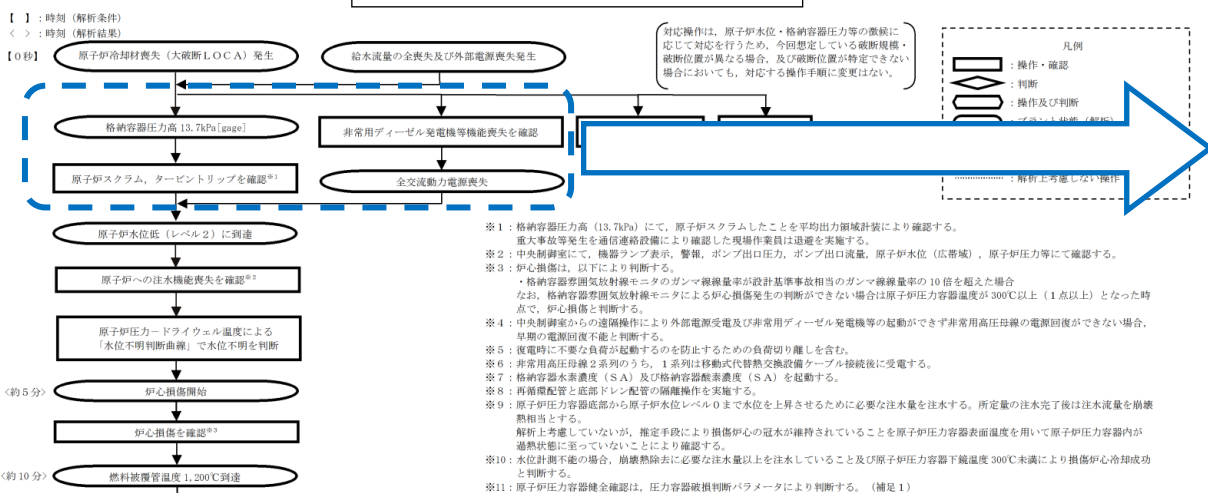 【 】：時刻（解析条件）
〈 〉：時刻（解析結果）
【0秒】
原子炉冷却材喪失（大破断ＬＯＣＡ）発生
給水流量の全喪失及び外部電源喪失発生
対応操作は，原子炉水位・格納容器圧力等の徴候に
応じて対応を行うため，今回想定している破断規模・
破断位置が異なる場合，及び破断位置が特定できない
場合においても，対応する操作手順に変更はない。
凡例
：操作・確認
：判断
：操作及び判断
：プラント状態（解析）
：解析上考慮しない操作
格納容器圧力高 13.7kPa[gage]
非常用ディーゼル発電機等機能喪失を確認
原子炉スクラム，タービントリップを確認※1
全交流動力電源喪失
原子炉水位低（レベル２）に到達
原子炉への注水機能喪失を確認※2
原子炉圧力－ドライウェル温度による
「水位不明判断曲線」で水位不明を判断
〈約５分〉
炉心損傷開始
炉心損傷を確認※3
〈約10分〉
燃料被覆管温度 1,200℃到達
※１：格納容器圧力高（13.7kPa）にて，原子炉スクラムしたことを平均出力領域計装により確認する。
重大事故等発生を通信連絡設備により確認した現場作業員は退避を実施する。
※２：中央制御室にて，機器ランプ表示，警報，ポンプ出口圧力，ポンプ出口流量，原子炉水位（広帯域），原子炉圧力等にて確認する。
※３：炉心損傷は，以下により判断する。
・格納容器雰囲気放射線モニタのガンマ線線量率が設計基準事故相当のガンマ線線量率の 10 倍を超えた場合
なお，格納容器雰囲気放射線モニタによる炉心損傷発生の判断ができない場合は原子炉圧力容器温度が 300℃以上（１点以上）となった時
点で，炉心損傷と判断する。
※４：中央制御室からの遠隔操作により外部電源受電及び非常用ディーゼル発電機等の起動ができず非常用高圧母線の電源回復ができない場合，
早期の電源回復不能と判断する。
※５：復電時に不要な負荷が起動するのを防止するための負荷切り離しを含む。
※６：非常用高圧母線２系列のうち，１系列は移動式代替熱交換設備ケーブル接続後に受電する。
※７：格納容器水素濃度（ＳＡ）及び格納容器酸素濃度（ＳＡ）を起動する。
※８：再循環配管と底部ドレン配管の隔離操作を実施する。
※９：原子炉圧力容器底部から原子炉水位レベル０まで水位を上昇させるために必要な注水量を注水する。所定量の注水完了後は注水流量を崩壊
熱相当とする。
解析上考慮していないが，推定手段により損傷炉心の冠水が維持されていることを原子炉圧力容器表面温度を用いて原子炉圧力容器内が
過熱状態に至っていないことにより確認する。
※10：水位計測不能の場合，崩壊熱除去に必要な注水量以上を注水していること及び原子炉圧力容器下鏡温度 300℃未満により損傷炉心冷却成功
と判断する。
※11：原子炉圧力容器健全確認は，圧力容器破損判断パラメータにより判断する。（補足１）